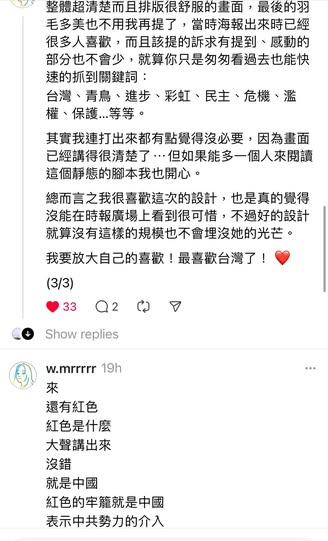 整體超清楚而且排版很舒服的畫面，最後的羽
毛多美也不用我再提了，當時海報出來時已經
很多人喜歡，而且該提的訴求有提到、感動的
部分也不會少，就算你只是匆匆看過去也能快
速的抓到關鍵詞：
台灣、青鳥、進步、彩虹、民主、危機、濫
權、保護...等等。
其實我連打出來都有點覺得沒必要，因為畫面
已經講得很清楚了⋯但如果能多一個人來閱讀
這個靜態的腳本我也開心。
總而言之我很喜歡這次的設計，也是真的覺得
沒能在時報廣場上看到很可惜，不過好的設計
就算沒有這樣的規模也不會埋沒她的光芒。
我要放大自己的喜歡！最喜歡台灣了！ ❤️
(3/3)
33 2
Show replies
w.mrrrrr 19h
來
還有紅色
紅色是什麼
大聲講出來
沒錯
就是中國
紅色的牢籠就是中國
表示中共勢力的介入